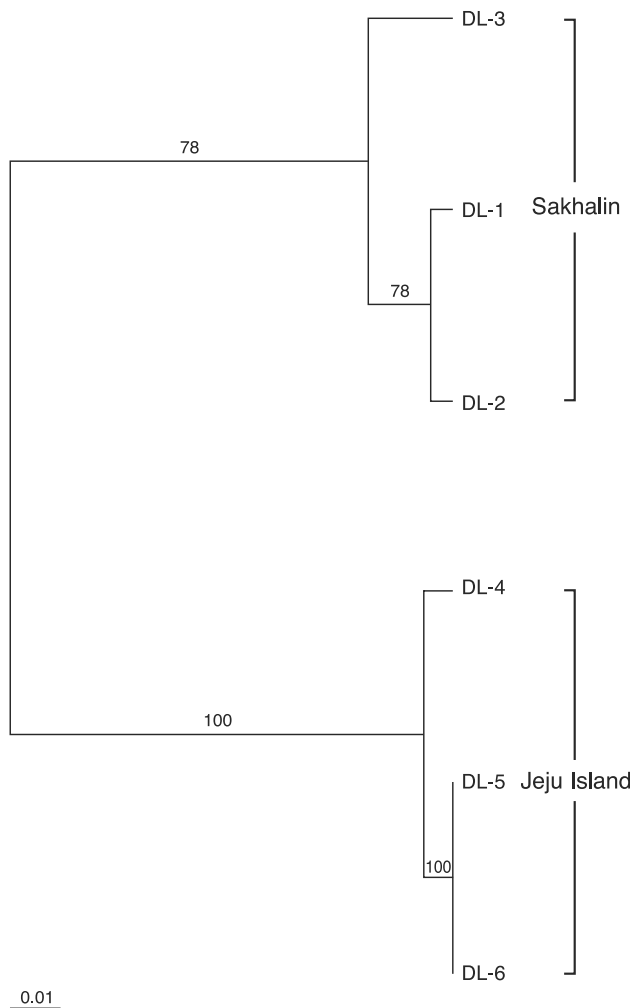 DL-3
78
DL-1 Sakhalin
78
DL-2
DL-4
100
DL-5 Jeju Island
100
DL-6
0.01